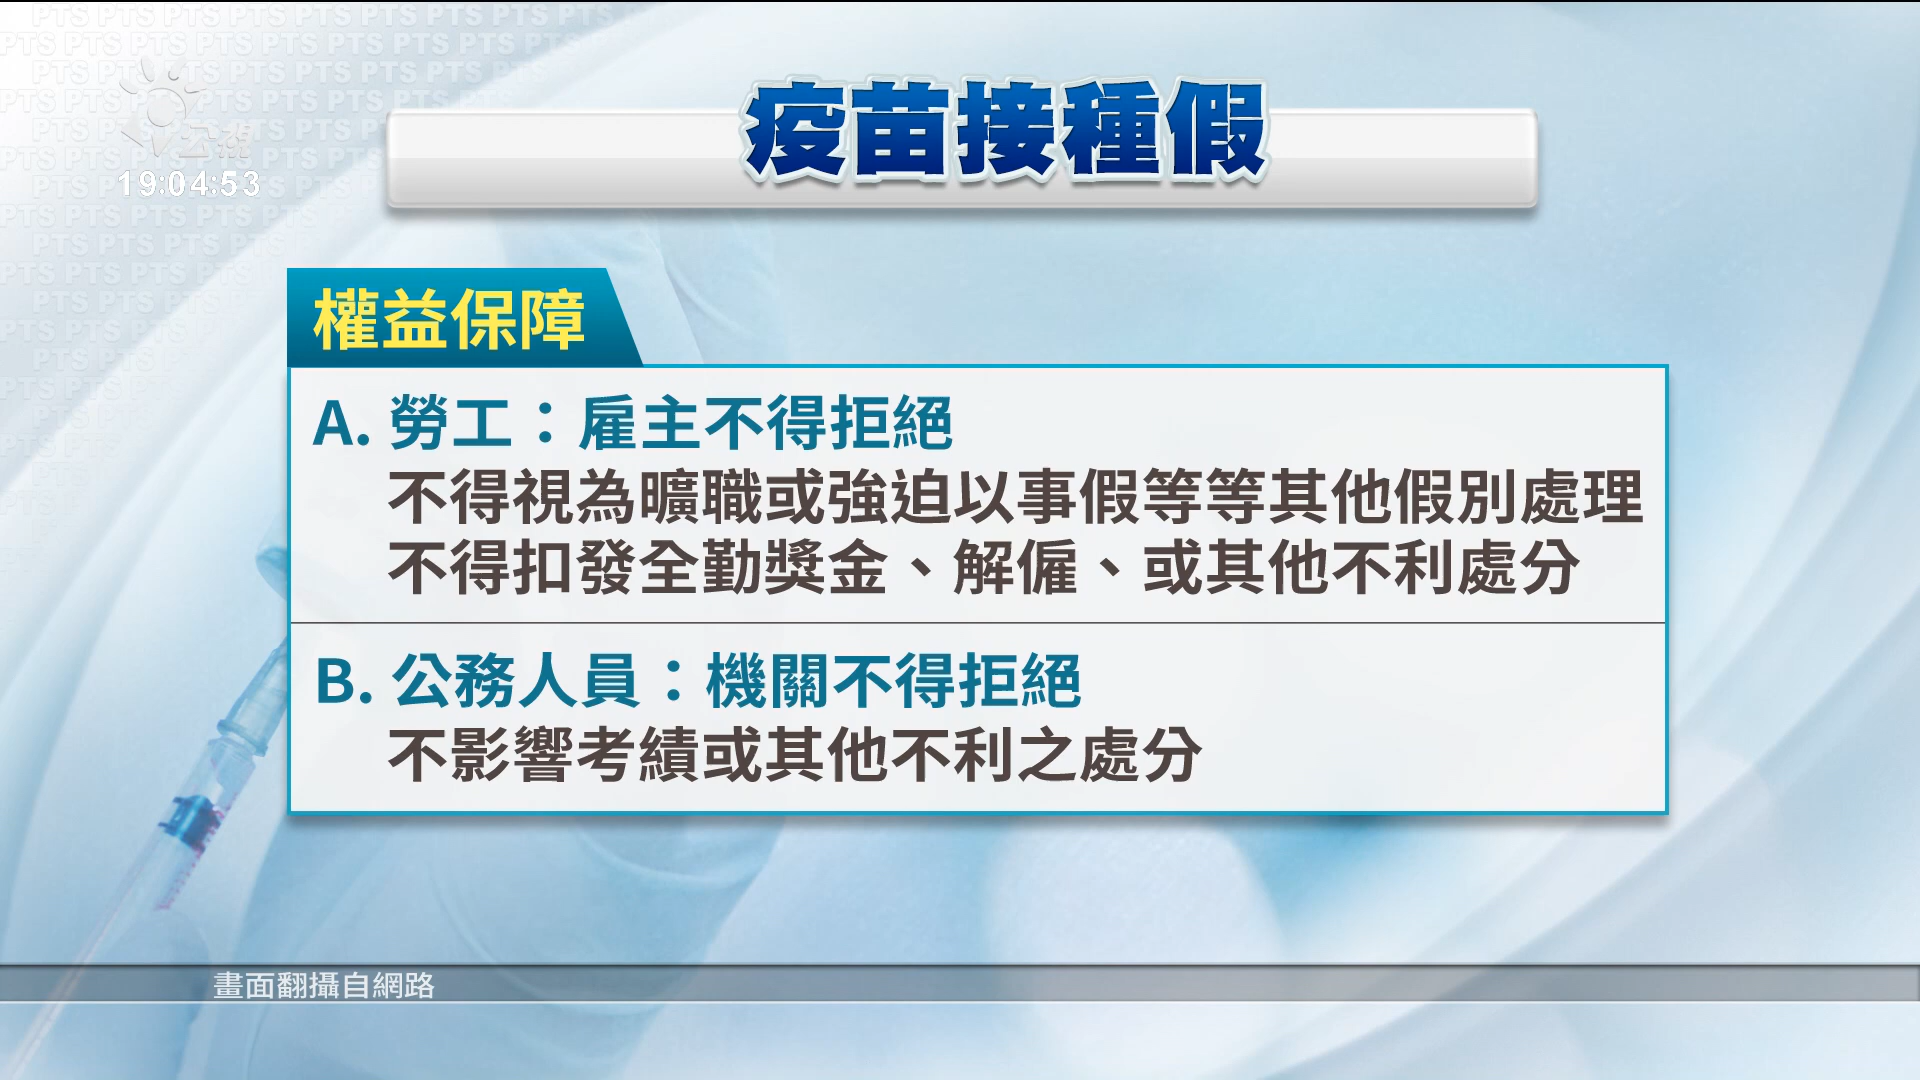 公視
19:04:53
疫苗接種假
權益保障
A. 勞工：雇主不得拒絕
不得視為曠職或強迫以事假等等其他假別處理
不得扣發全勤獎金、解僱、或其他不利處分
B. 公務人員：機關不得拒絕
不影響考績或其他不利之處分
畫面翻攝自網路